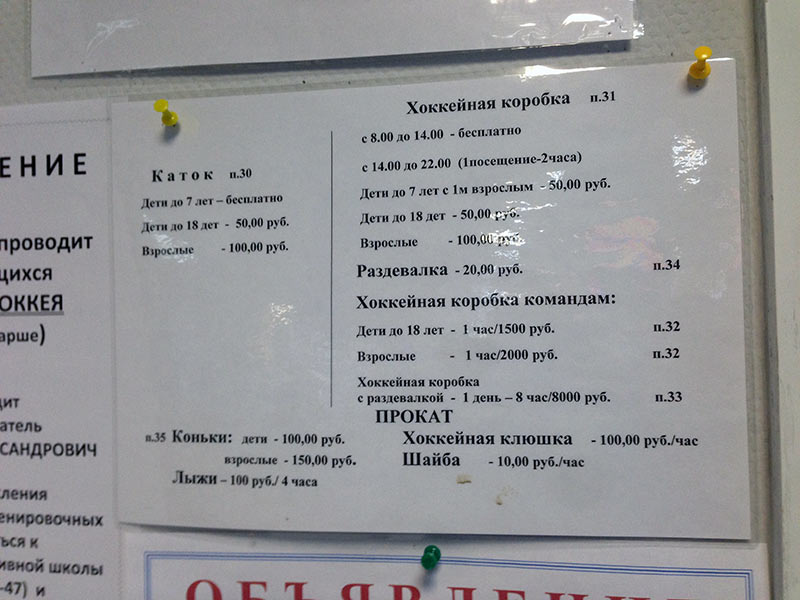 ЕНИЕ
проводит
щихся
ОККЕЯ
арше)
дит
атель
САНДРОВИЧ
ления
енировочных
ться к
ивной школы
-47) и
Каток п.30
Дети до 7 лет – бесплатно
Дети до 18 дет - 50,00 руб.
Взрослые - 100,00 руб.
Хоккейная коробка п.31
с 8.00 до 14.00 - бесплатно
с 14.00 до 22.00 (1посещение-2часа)
Дети до 7 лет с 1м взрослым - 50,00 руб.
Дети до 18 дет - 50,00 руб.
Взрослые - 100,00 руб.
Раздевалка - 20,00 руб. п.34
Хоккейная коробка командам:
Дети до 18 лет - 1 час/1500 руб. п.32
Взрослые - 1 час/2000 руб. п.32
Хоккейная коробка
с раздевалкой - 1 день – 8 час/8000 руб. п.33
ПРОКАТ
п.35 Коньки: дети - 100,00 руб.
взрослые - 150,00 руб.
Лыжи – 100 руб./ 4 часа
Хоккейная клюшка - 100,00 руб./час
Шайба - 10,00 руб./час
ОБЪЯВЛЕНИЕ